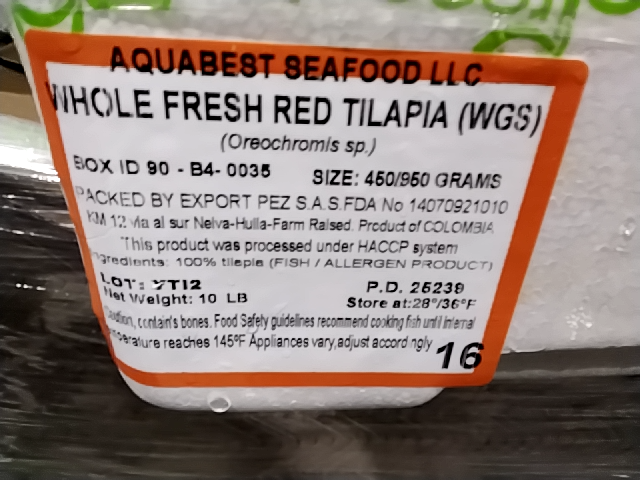 AQUABEST SEAFOOD LLC
WHOLE FRESH RED TILAPIA (WGS)
(Oreochromis sp.)
BOX ID 90 - B4- 0035 SIZE: 450/950 GRAMS
PACKED BY EXPORT PEZ S.A.S.FDA No 14070921010
KM 12 via al sur Neiva-Huila-Farm Raised. Product of COLOMBIA
This product was processed under HACCP system
Ingredients: 100% tilapia (FISH / ALLERGEN PRODUCT)
LOT: P.D. 25239
Net Weight: 10 LB Store at:28°/36°F
Caution, contain's bones. Food Safety guidelines recommend cooking fish until internal
temperature reaches 145ºF Appliances vary,adjust accordingly
16